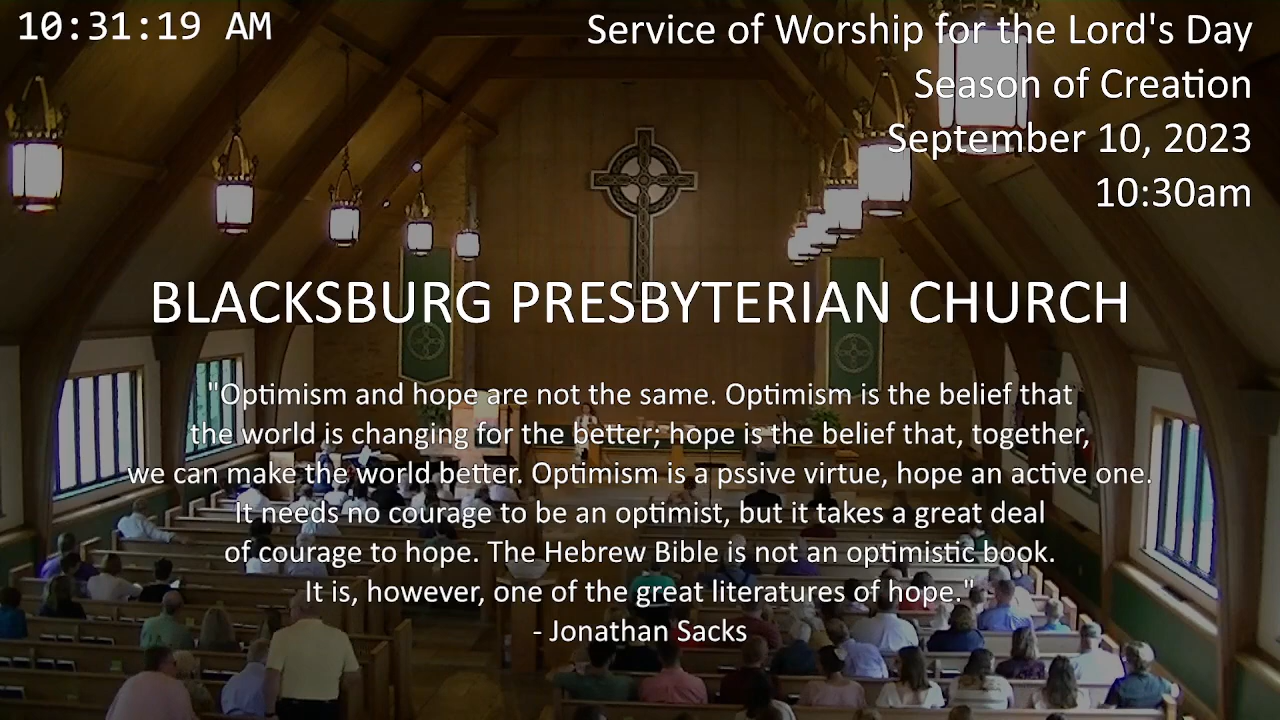 10:31:19 AM
Service of Worship for the Lord's Day
Season of Creation
September 10, 2023
10:30am
BLACKSBURG PRESBYTERIAN CHURCH
"Optimism and hope are not the same. Optimism is the belief that
the world is changing for the better; hope is the belief that, together,
we can make the world better. Optimism is a pssive virtue, hope an active one.
It needs no courage to be an optimist, but it takes a great deal
of courage to hope. The Hebrew Bible is not an optimistic book.
It is, however, one of the great literatures of hope."
- Jonathan Sacks